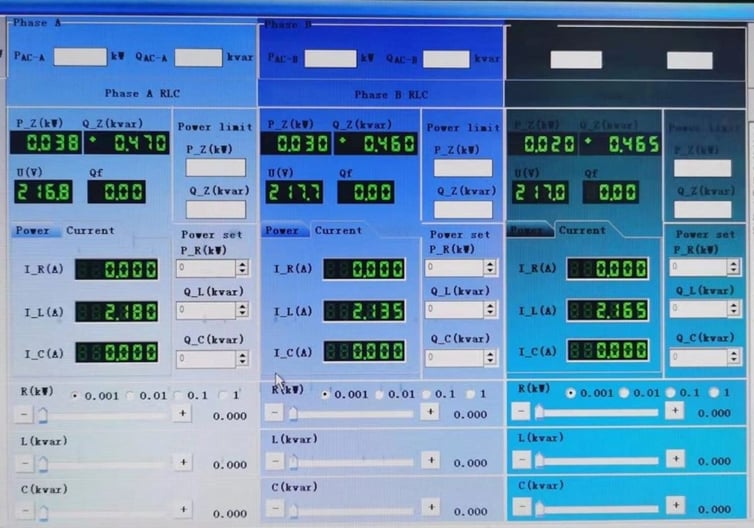 Phase A
P_AC-A kW Q_AC-A kvar
Phase A RLC
P_Z(kW) Q_Z(kvar)
0.038 + 0.470
U(V) Qf
216.8 0.00
Power limit
P_Z(kW)
Q_Z(kvar)
Power Current
I_R(A) 0.000
I_L(A) 2.180
I_C(A) 0.000
Power set
P_R(kW)
0
Q_L(kvar)
0
Q_C(kvar)
0
R(kW) 0.001 0.01 0.1 1
- + 0.000
L(kvar)
- + 0.000
C(kvar)
- + 0.000
Phase B
P_AC-B kW Q_AC-B kvar
Phase B RLC
P_Z(kW) Q_Z(kvar)
0.030 + 0.460
U(V) Qf
217.7 0.00
Power limit
P_Z(kW)
Q_Z(kvar)
Power Current
I_R(A) 0.000
I_L(A) 2.135
I_C(A) 0.000
Power set
P_R(kW)
0
Q_L(kvar)
0
Q_C(kvar)
0
R(kW) 0.001 0.01 0.1 1
- + 0.000
L(kvar)
- + 0.000
C(kvar)
- + 0.000
P_Z(kW) Q_Z(kvar)
0.020 + 0.465
U(V) Qf
217.0 0.00
Power limit
P_Z(kW)
Q_Z(kvar)
Power Current
I_R(A) 0.000
I_L(A) 2.165
I_C(A) 0.000
Power set
P_R(kW)
0
Q_L(kvar)
0
Q_C(kvar)
0
R(kW) 0.001 0.01 0.1 1
- + 0.000
L(kvar)
- + 0.000
C(kvar)
- + 0.000